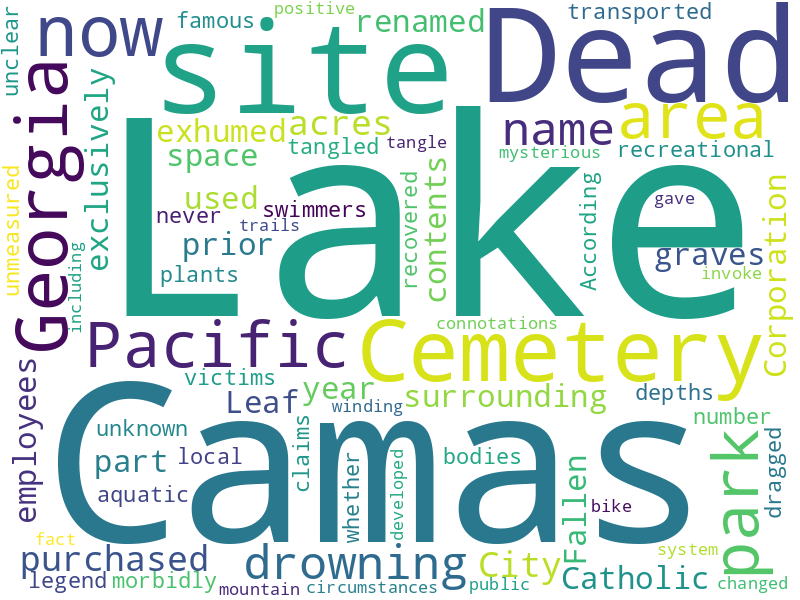 unclear
now
famous
positive
renamed
transported
Dead
site
Georgia
exclusively
Lake
exhumed
acres
name
area
space
tangled
tangle
mysterious
recreational
used
contents
recovered
According
gave
never
swimmers
trails
prior
graves
plants
invoke
unmeasured
including
Corporation
connotations
Pacific
Cemetery
victims
year
surrounding
depths
employees
Leaf
winding
number
Camas
unknown
claims
part
local
whether
developed
bodies
Fallen
park
dragged
aquatic
bike
fact
purchased
drowning
City
system
legend
morbidly
mountain
circumstances
public
Catholic
changed